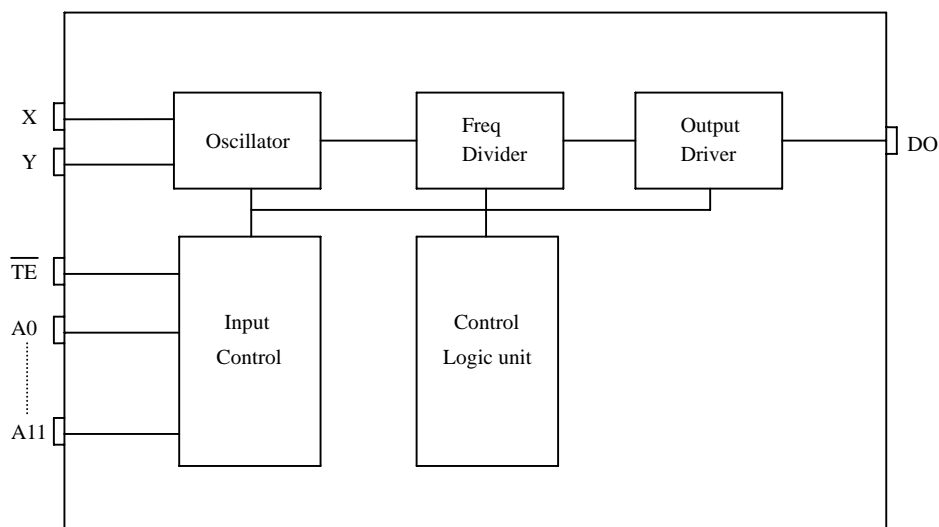 X
Y
TE
A0
A11
Oscillator
Freq
Divider
Output
Driver
DO
Input
Control
Control
Logic unit